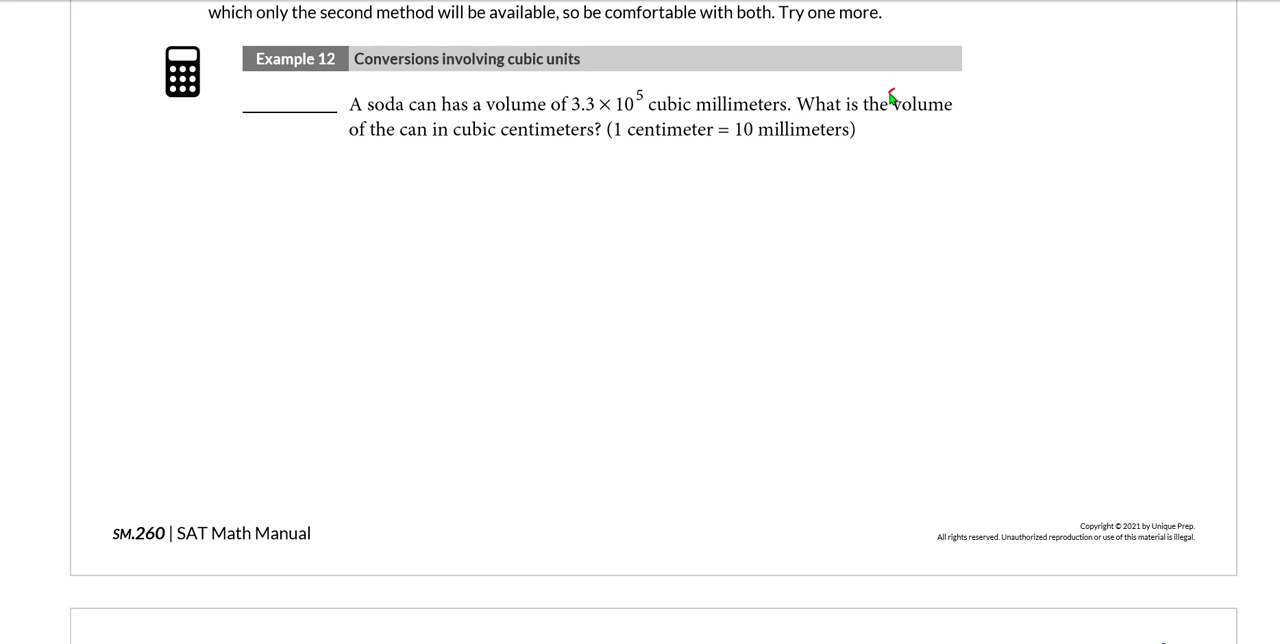 which only the second method will be available, so be comfortable with both. Try one more.
Example 12 Conversions involving cubic units
A soda can has a volume of 3.3 × 10⁵ cubic millimeters. What is the volume
of the can in cubic centimeters? (1 centimeter = 10 millimeters)
SM.260 | SAT Math Manual
Copyright © 2021 by Unique Prep.
All rights reserved. Unauthorized reproduction or use of this material is illegal.